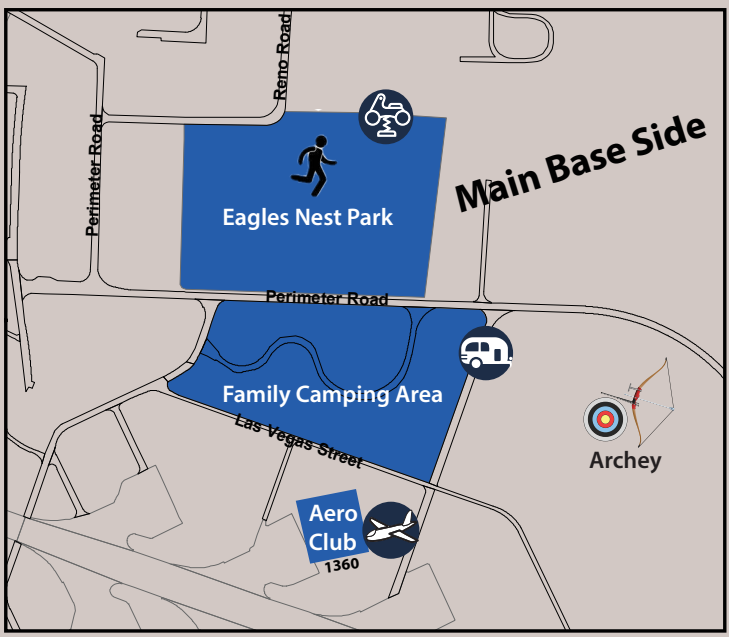 Reno Road
Perimeter Road
Main Base Side
Eagles Nest Park
Perimeter Road
Family Camping Area
Las Vegas Street
Archey
Aero
Club
1360